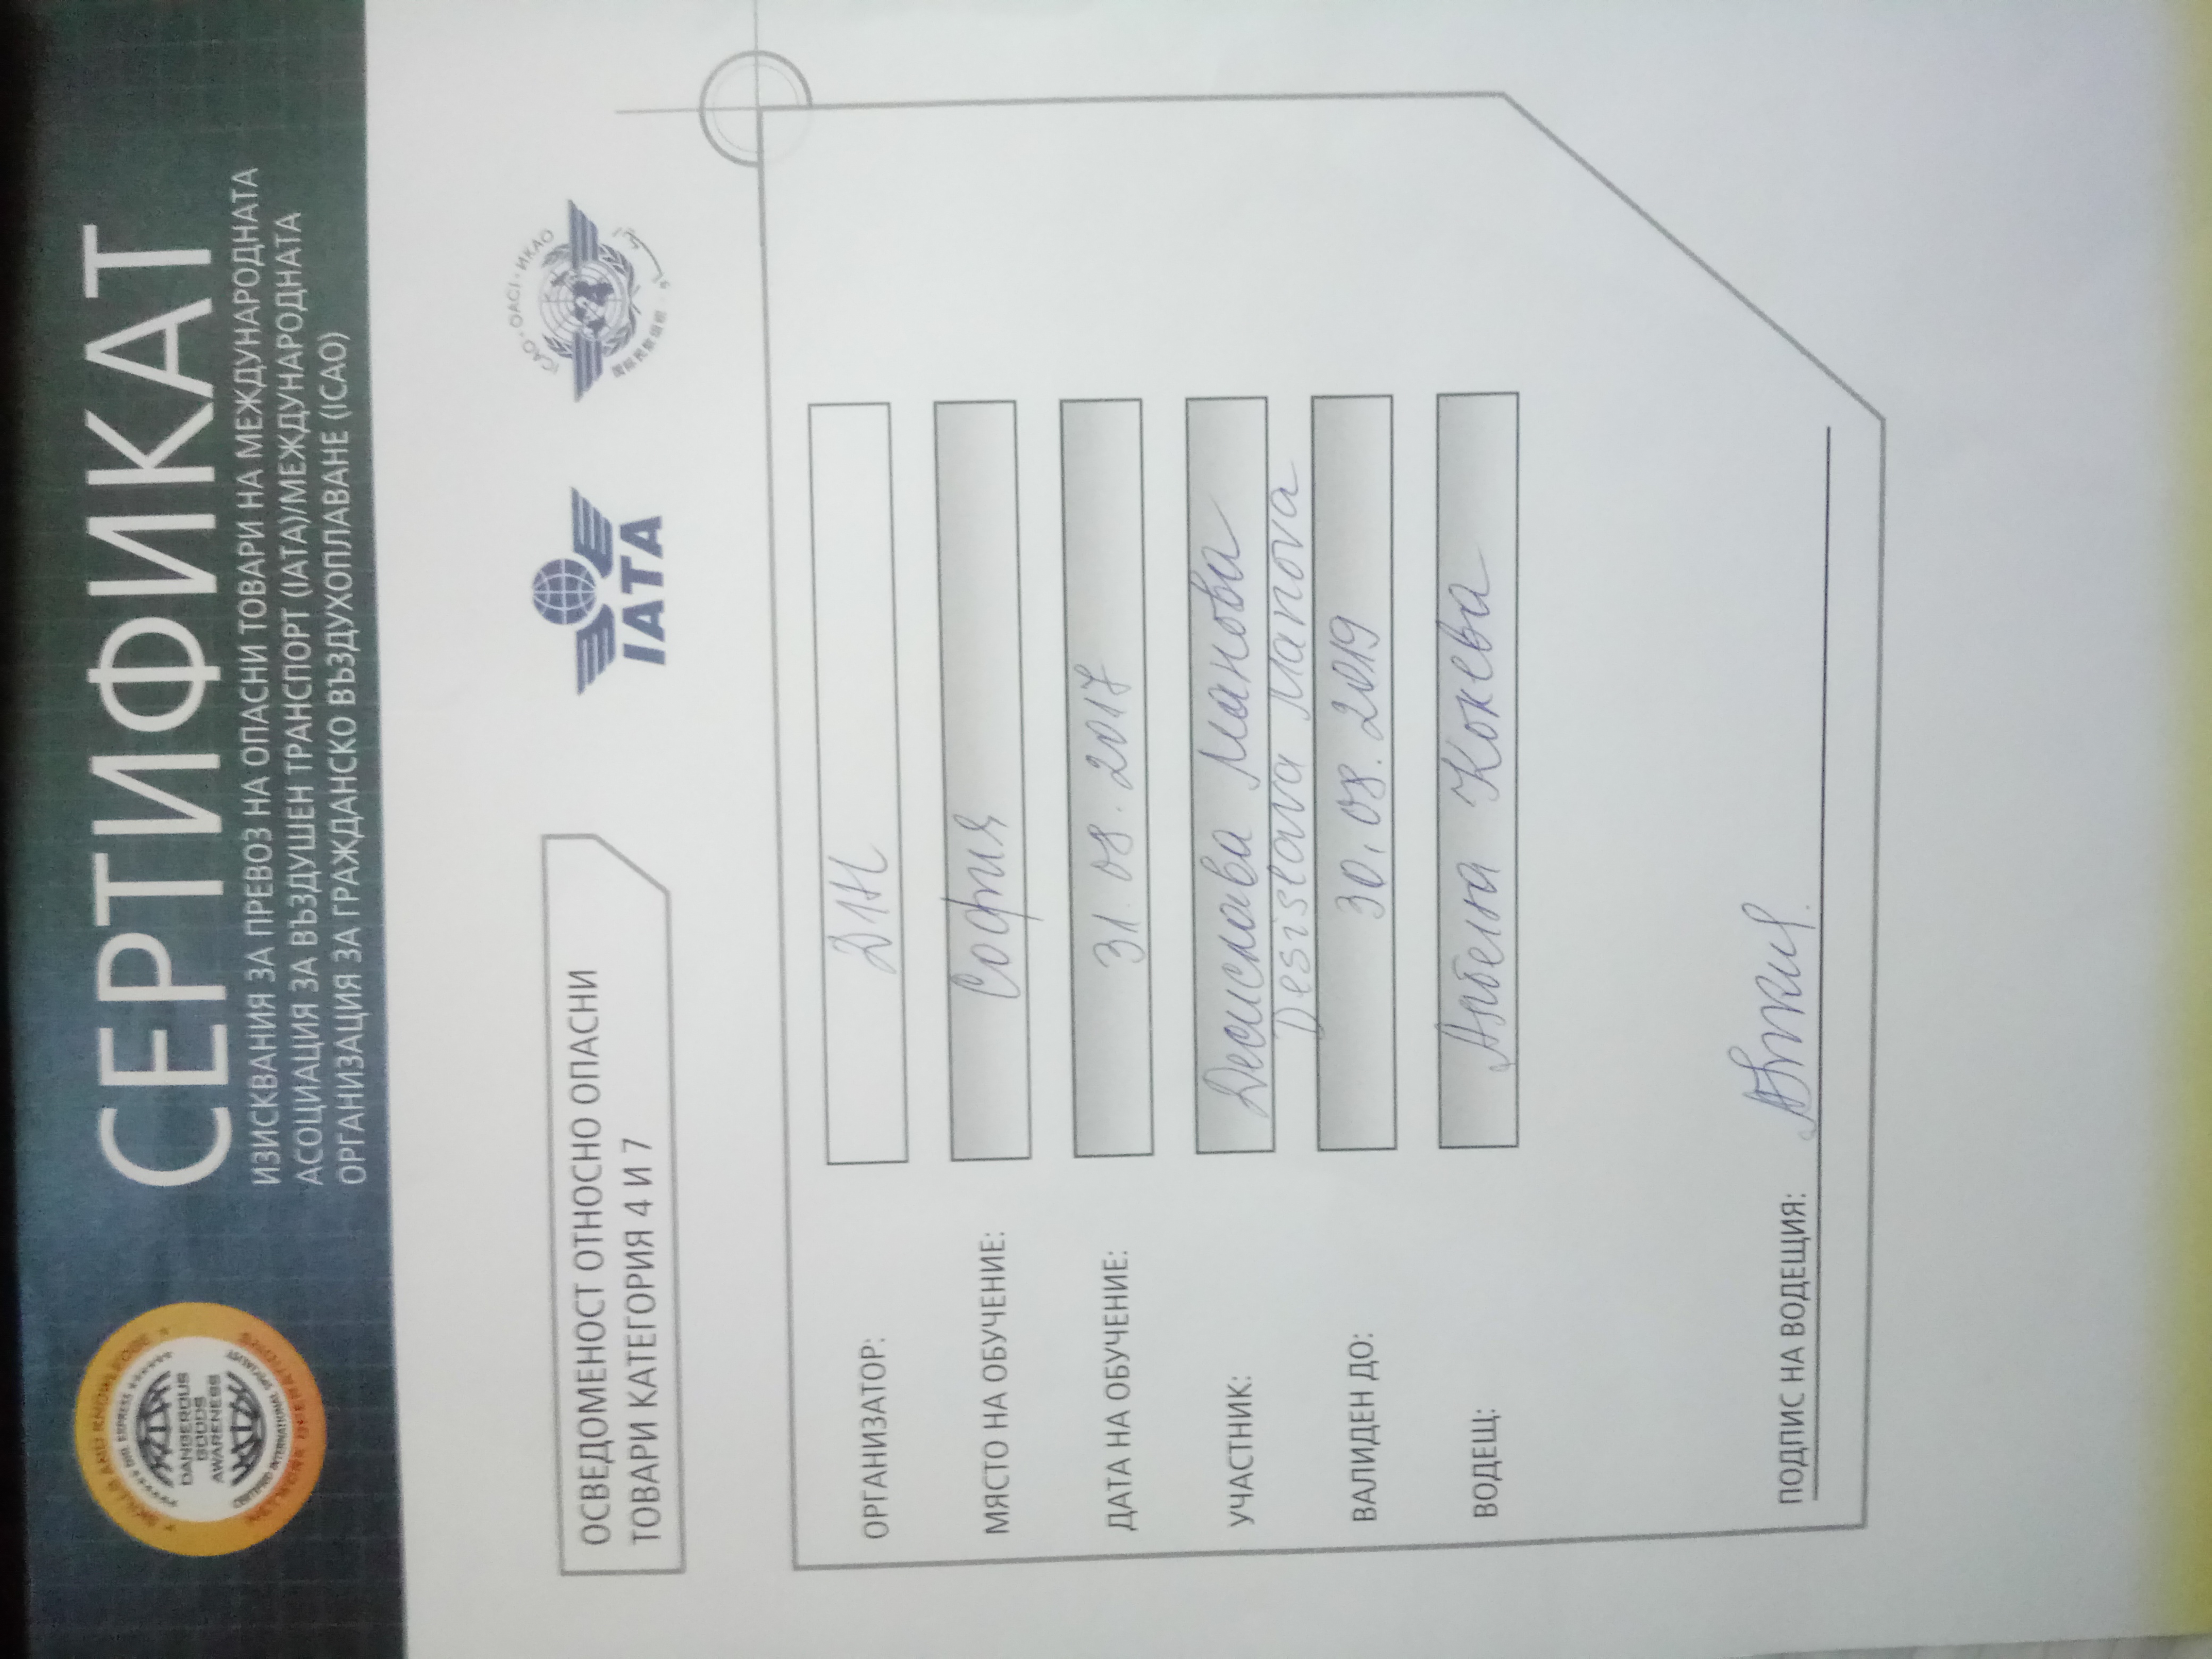 SKILLS AND KNOWLEDGE
DHL EXPRESS
DANGEROUS
GOODS
AWARENESS
CERTIFIED INTERNATIONAL SPECIALIST
NETWORK OPERATIONS
СЕРТИФИКАТ
ИЗИСКВАНИЯ ЗА ПРЕВОЗ НА ОПАСНИ ТОВАРИ НА МЕЖДУНАРОДНАТА
АСОЦИАЦИЯ ЗА ВЪЗДУШЕН ТРАНСПОРТ (IATA)/МЕЖДУНАРОДНАТА
ОРГАНИЗАЦИЯ ЗА ГРАЖДАНСКО ВЪЗДУХОПЛАВАНЕ (ICAO)
ОСВЕДОМЕНОСТ ОТНОСНО ОПАСНИ
ТОВАРИ КАТЕГОРИЯ 4 И 7
IATA
ICAO · OACI · ИКАО
ОРГАНИЗАТОР:
МЯСТО НА ОБУЧЕНИЕ: София
ДАТА НА ОБУЧЕНИЕ: 31.08.2017
УЧАСТНИК: Десислава Манова
Desislava Manova
ВАЛИДЕН ДО: 30.08.2019
ВОДЕЩ: Албена Кокева
ПОДПИС НА ВОДЕЩИЯ: